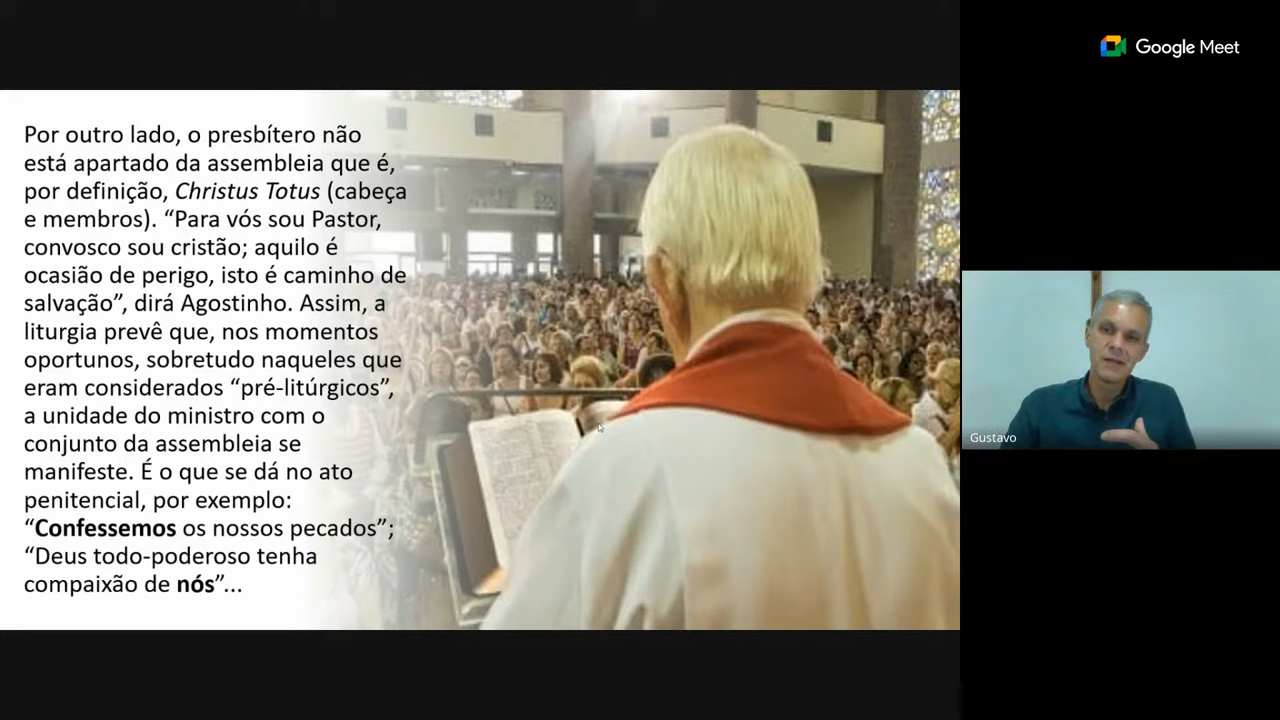 Google Meet
Por outro lado, o presbítero não
está apartado da assembleia que é,
por definição, Christus Totus (cabeça
e membros). “Para vós sou Pastor,
convosco sou cristão; aquilo é
ocasião de perigo, isto é caminho de
salvação”, dirá Agostinho. Assim, a
liturgia prevê que, nos momentos
oportunos, sobretudo naqueles que
eram considerados “pré-litúrgicos”,
a unidade do ministro com o
conjunto da assembleia se
manifeste. É o que se dá no ato
penitencial, por exemplo:
“Confessemos os nossos pecados”;
“Deus todo-poderoso tenha
compaixão de nós”...
Gustavo